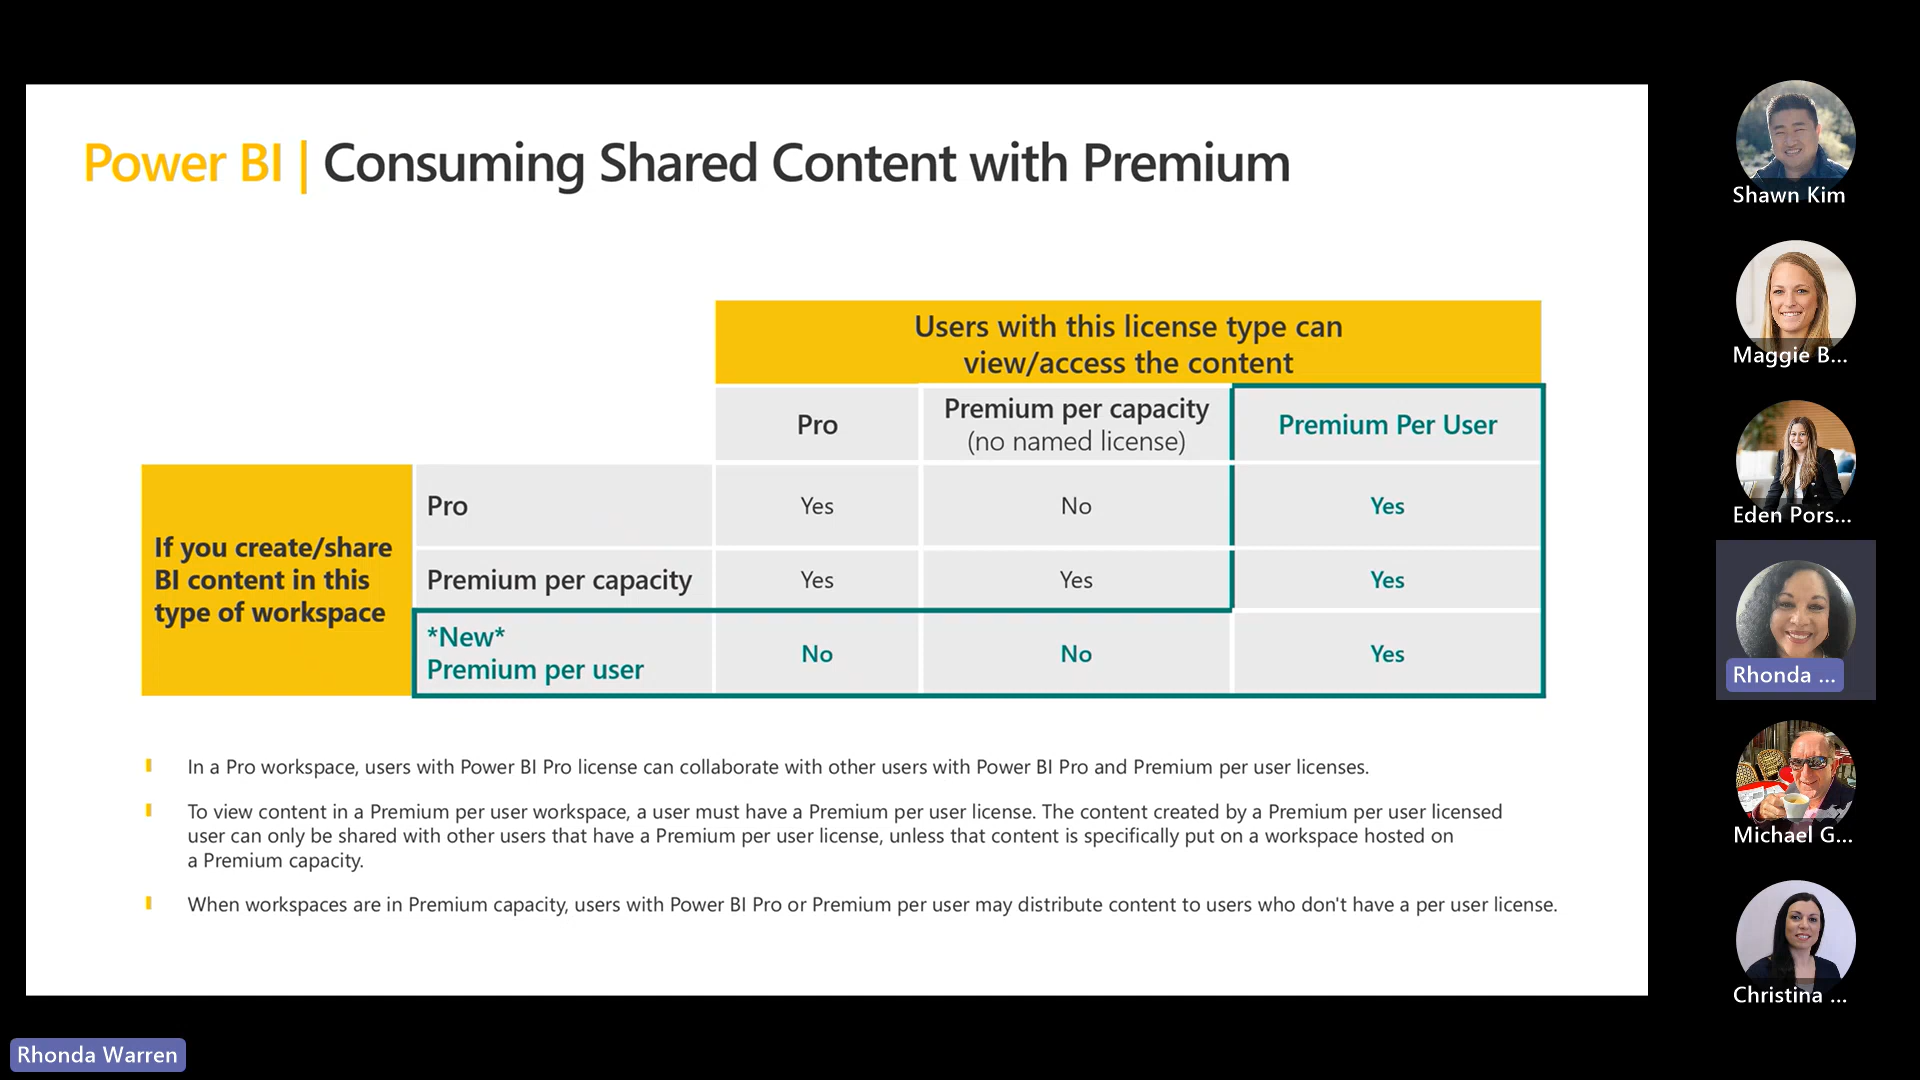 Power BI | Consuming Shared Content with Premium
Users with this license type can
view/access the content
Pro
Premium per capacity
(no named license)
Premium Per User
If you create/share
BI content in this
type of workspace
Pro
Yes
No
Yes
Premium per capacity
Yes
Yes
Yes
*New*
Premium per user
No
No
Yes
In a Pro workspace, users with Power BI Pro license can collaborate with other users with Power BI Pro and Premium per user licenses.
To view content in a Premium per user workspace, a user must have a Premium per user license. The content created by a Premium per user licensed
user can only be shared with other users that have a Premium per user license, unless that content is specifically put on a workspace hosted on
a Premium capacity.
When workspaces are in Premium capacity, users with Power BI Pro or Premium per user may distribute content to users who don't have a per user license.
Shawn Kim
Maggie B...
Eden Pors...
Rhonda ...
Michael G...
Christina ...
Rhonda Warren